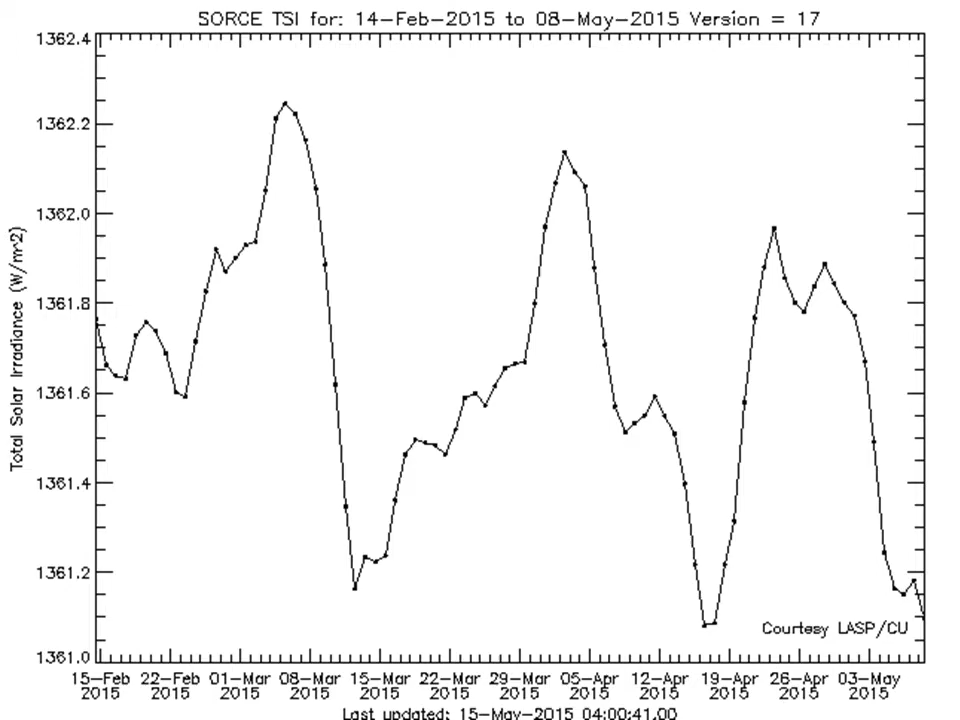 SORCE TSI for: 14-Feb-2015 to 08-May-2015 Version = 17
1362.4
1362.2
1362.0
1361.8
1361.6
1361.4
1361.2
1361.0
Total Solar Irradiance (W/m^2)
Courtesy LASP/CU
15-Feb 22-Feb 01-Mar 08-Mar 15-Mar 22-Mar 29-Mar 05-Apr 12-Apr 19-Apr 26-Apr 03-May
2015 2015 2015 2015 2015 2015 2015 2015 2015 2015 2015 2015
Last updated: 15-May-2015 04:00:41.00